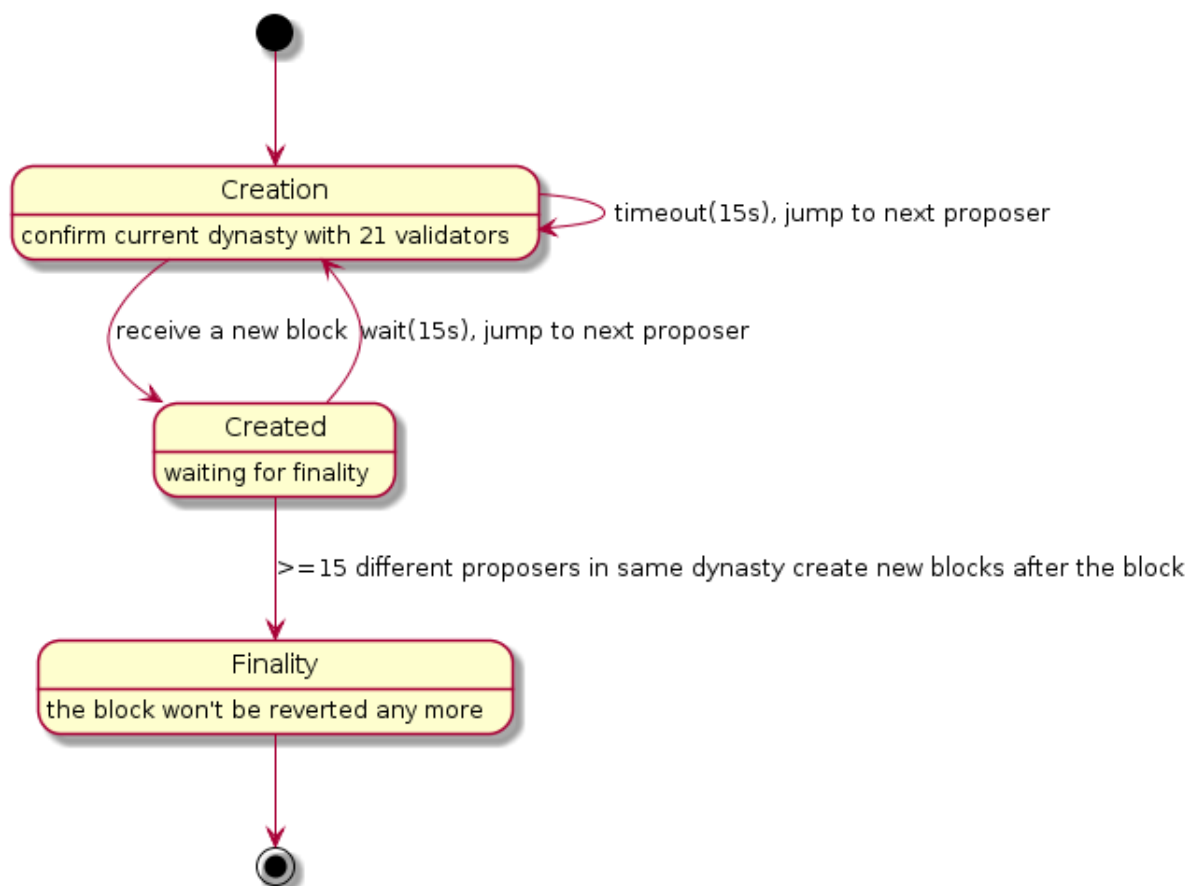 Creation
confirm current dynasty with 21 validators
timeout(15s), jump to next proposer
receive a new block
wait(15s), jump to next proposer
Created
waiting for finality
>=15 different proposers in same dynasty create new blocks after the block
Finality
the block won't be reverted any more